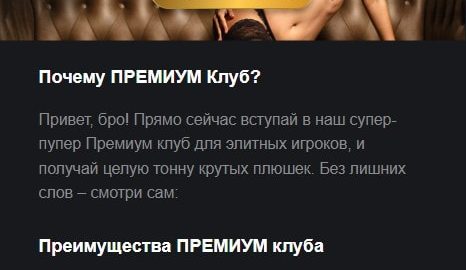 Почему ПРЕМИУМ Клуб?
Привет, бро! Прямо сейчас вступай в наш супер-
пупер Премиум клуб для элитных игроков, и
получай целую тонну крутых плюшек. Без лишних
слов – смотри сам:
Преимущества ПРЕМИУМ клуба